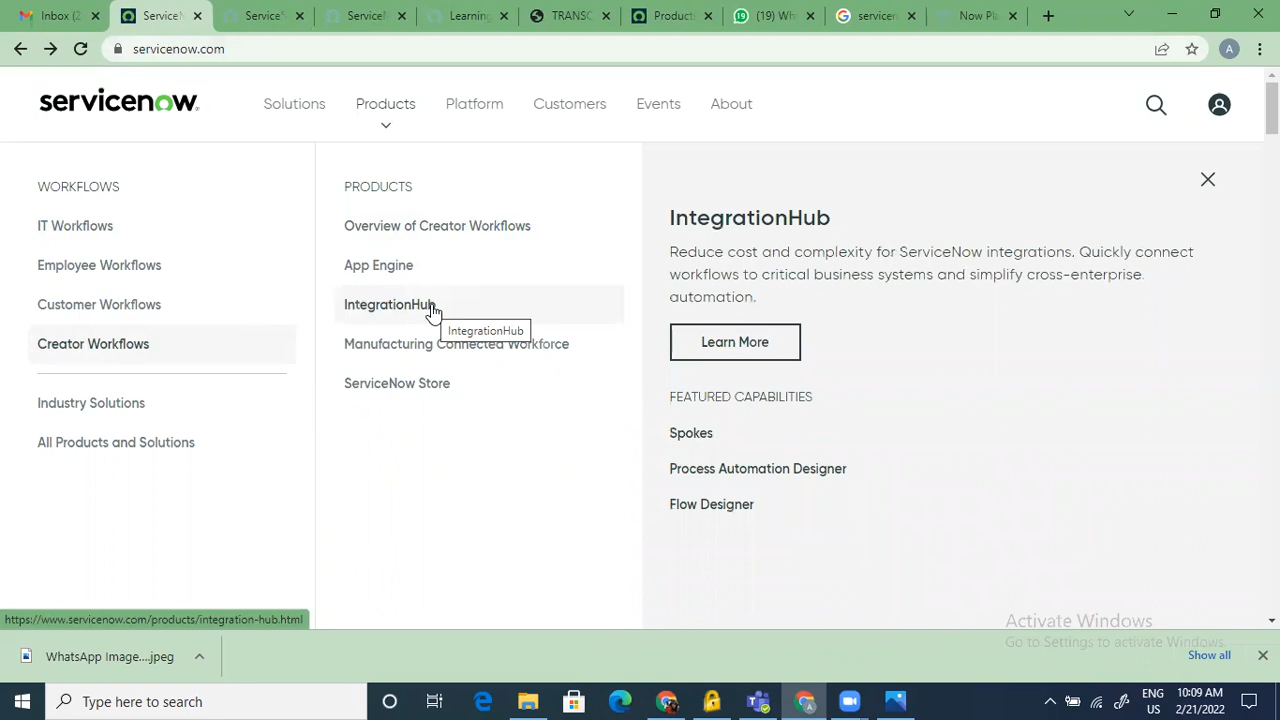 Inbox (2
ServiceN
Service
ServiceN
Learning
TRANSC
Products
(19) Wh
servicen
Now Pla
servicenow.com
A
servicenow
Solutions
Products
Platform
Customers
Events
About
WORKFLOWS
IT Workflows
Employee Workflows
Customer Workflows
Creator Workflows
Industry Solutions
All Products and Solutions
PRODUCTS
Overview of Creator Workflows
App Engine
IntegrationHub
IntegrationHub
Manufacturing Connected Workforce
ServiceNow Store
IntegrationHub
Reduce cost and complexity for ServiceNow integrations. Quickly connect
workflows to critical business systems and simplify cross-enterprise
automation.
Learn More
FEATURED CAPABILITIES
Spokes
Process Automation Designer
Flow Designer
Activate Windows
Go to Settings to activate Windows.
https://www.servicenow.com/products/integration-hub.html
WhatsApp Image....jpeg
Show all
Type here to search
ENG
US
10:09 AM
2/21/2022